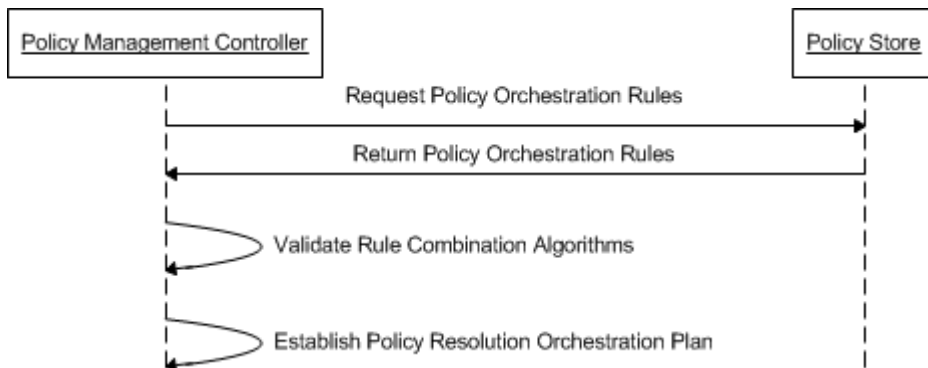 Policy Management Controller
Policy Store
Request Policy Orchestration Rules
Return Policy Orchestration Rules
Validate Rule Combination Algorithms
Establish Policy Resolution Orchestration Plan